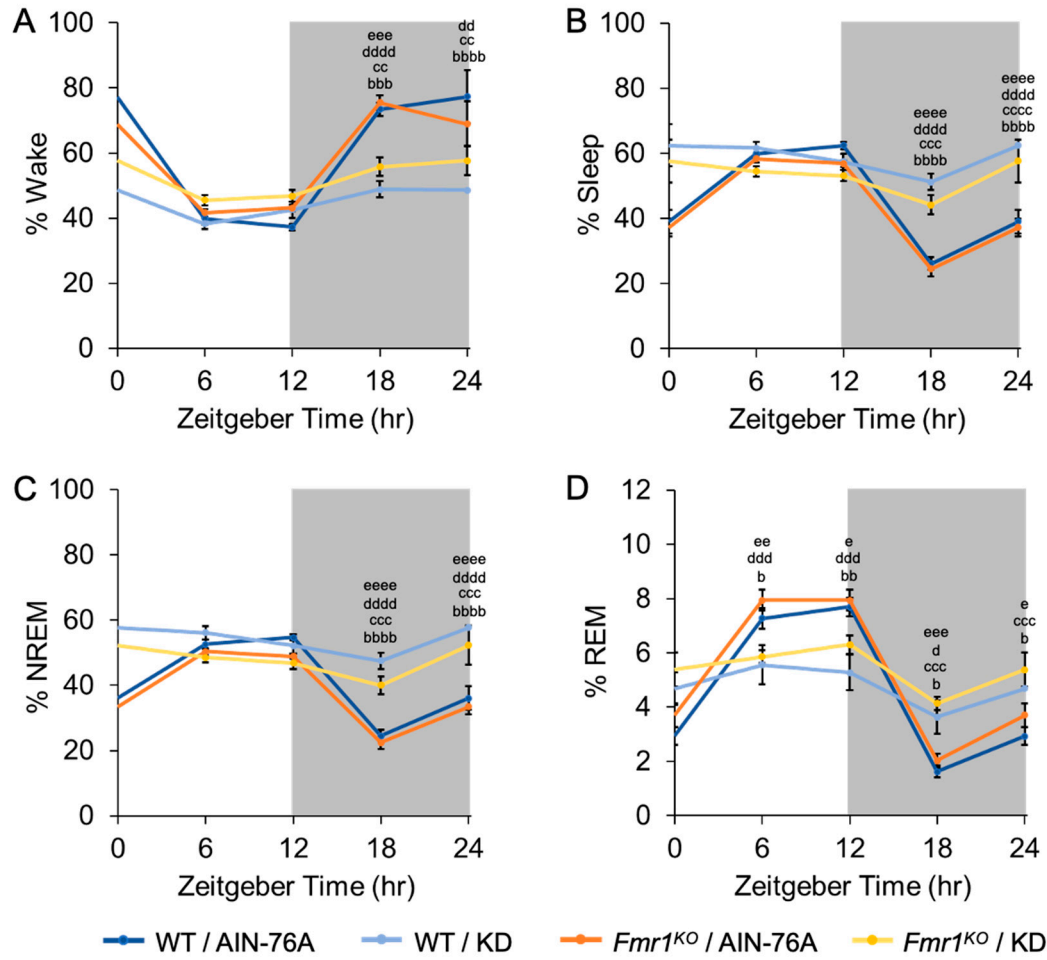 A
% Wake
100
80
60
40
20
0
eee
dddd
cc
bbb
dd
cc
bbbb
0 6 12 18 24
Zeitgeber Time (hr)
B
% Sleep
100
80
60
40
20
0
eeee
dddd
ccc
bbbb
eeee
dddd
cccc
bbbb
0 6 12 18 24
Zeitgeber Time (hr)
C
% NREM
100
80
60
40
20
0
eeee
dddd
ccc
bbbb
eeee
dddd
ccc
bbbb
0 6 12 18 24
Zeitgeber Time (hr)
D
% REM
12
10
8
6
4
2
0
ee
ddd
b
e
ddd
bb
eee
d
ccc
b
e
ccc
b
0 6 12 18 24
Zeitgeber Time (hr)
WT / AIN-76A WT / KD Fmr1KO / AIN-76A Fmr1KO / KD